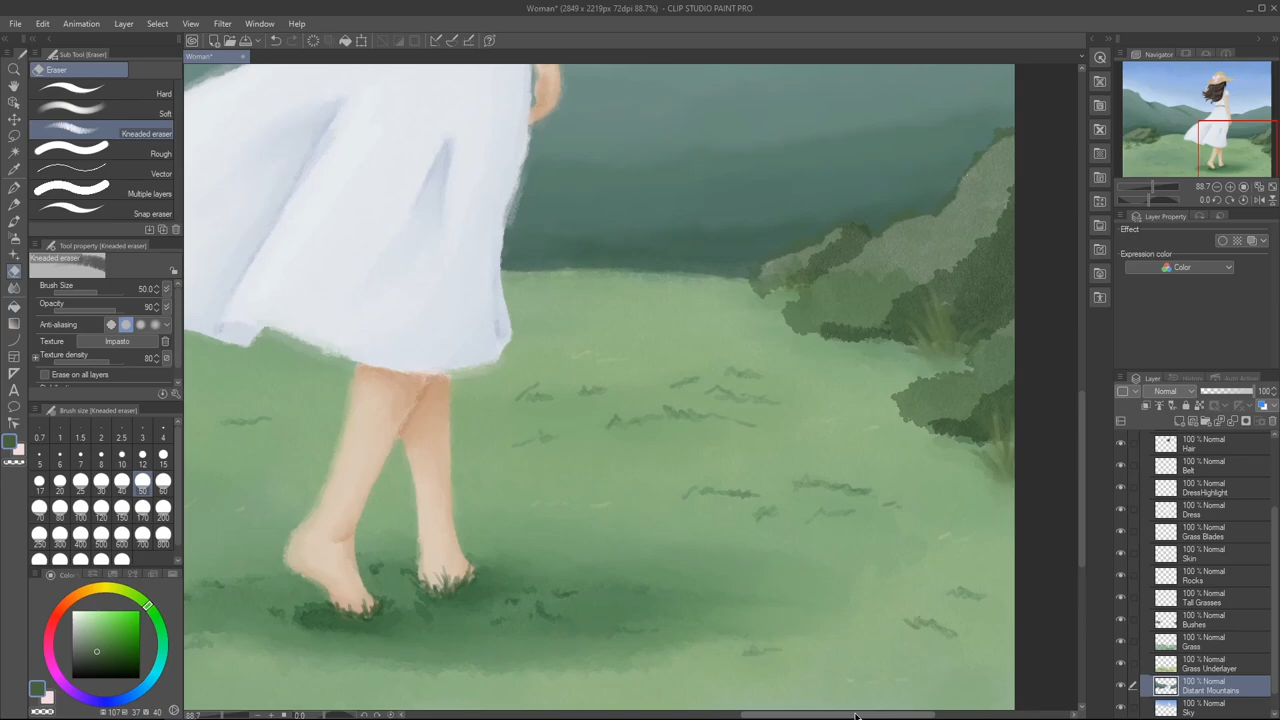 Woman* (2849 x 2219px 72dpi 88.7%)  - CLIP STUDIO PAINT PRO
File Edit Animation Layer Select View Filter Window Help
Sub Tool [Eraser]
Woman*
Navigator
Eraser
Hard
Soft
Kneaded eraser
Rough
Vector
Multiple layers
Snap eraser
88.7
0.0
Layer Property
Effect
Expression color
Color
Tool property [Kneaded eraser]
Kneaded eraser
Brush Size 50.0
Opacity 90
Anti-aliasing
Texture Impasto
Texture density 80
Erase on all layers
Brush size [Kneaded eraser]
0.7 1 1.5 2 2.5 3 4
5 6 7 8 10 12 15
17 20 25 30 40 50 60
70 80 100 120 150 170 200
250 300 400 500 600 700 800
Layer History Auto Action
Normal 100
100 % Normal
Hair
100 % Normal
Belt
100 % Normal
DressHighlight
100 % Normal
Dress
100 % Normal
Grass Blades
100 % Normal
Skin
100 % Normal
Rocks
100 % Normal
Tall Grasses
100 % Normal
Bushes
100 % Normal
Grass
100 % Normal
Grass Underlayer
100 % Normal
Distant Mountains
100 % Normal
Sky
Color
107 37 40
88.7 0.0